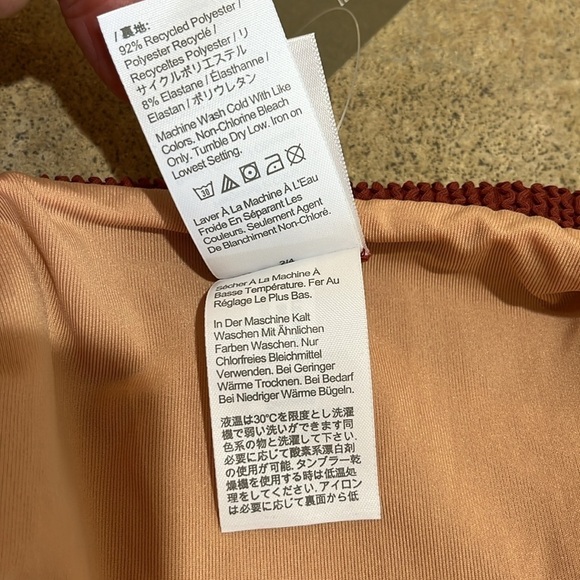 / 裏地:
92% Recycled Polyester /
Polyester Recyclé /
Recyceltes Polyester / リ
サイクルポリエステル
8% Elastane / Élasthanne /
Elastan / ポリウレタン
Machine Wash Cold With Like
Colors. Non-Chlorine Bleach
Only. Tumble Dry Low. Iron on
Lowest Setting.
30
Laver À La Machine À L'Eau
Froide En Séparant Les
Couleurs. Seulement Agent
De Blanchiment Non-Chloré.
3/4
Sécher À La Machine À
Basse Température. Fer Au
Réglage Le Plus Bas.
In Der Maschine Kalt
Waschen Mit Ähnlichen
Farben Waschen. Nur
Chlorfreies Bleichmittel
Verwenden. Bei Geringer
Wärme Trocknen. Bei Bedarf
Bei Niedriger Wärme Bügeln.
液温は30℃を限度とし洗濯
機で弱い洗いができます同
色系の物と洗濯して下さい.
必要に応じて酸素系漂白剤
の使用が可能. タンブラー乾
燥機を使用する時は低温処
理をしてください. アイロン
は必要に応じて裏面から低